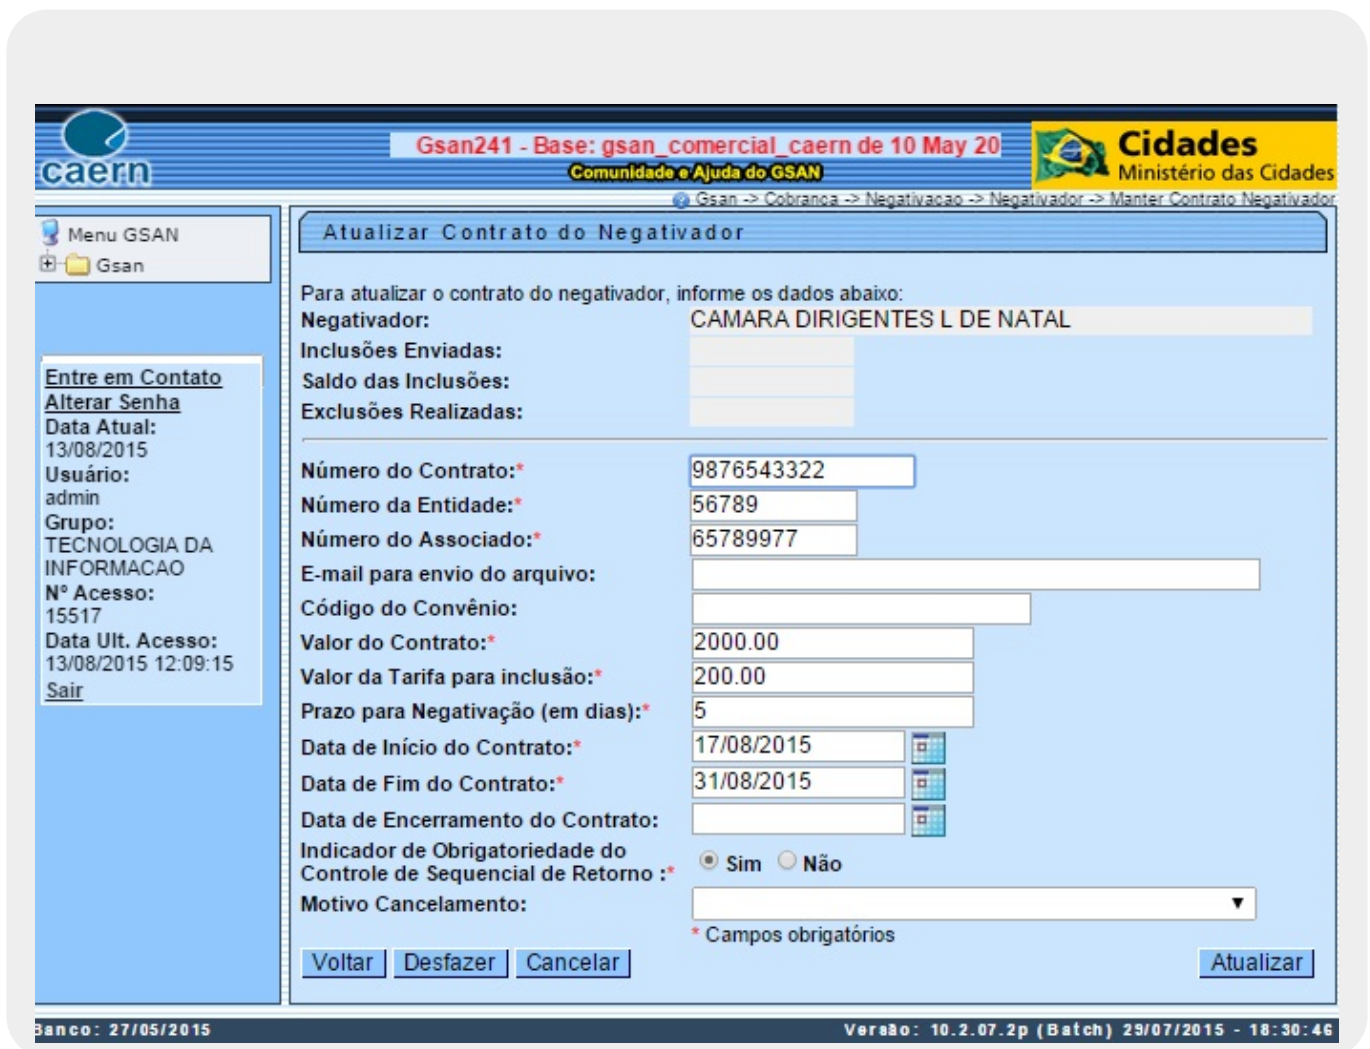 caern
Gsan241 - Base: gsan_comercial_caern de 10 May 20
Comunidade e Ajuda do GSAN
Cidades
Ministério das Cidades
Gsan -> Cobranca -> Negativacao -> Negativador -> Manter Contrato Negativador
Menu GSAN
Gsan
Entre em Contato
Alterar Senha
Data Atual:
13/08/2015
Usuário:
admin
Grupo:
TECNOLOGIA DA
INFORMACAO
Nº Acesso:
15517
Data Ult. Acesso:
13/08/2015 12:09:15
Sair
Atualizar Contrato do Negativador
Para atualizar o contrato do negativador, informe os dados abaixo:
Negativador: CAMARA DIRIGENTES L DE NATAL
Inclusões Enviadas:
Saldo das Inclusões:
Exclusões Realizadas:
Número do Contrato:* 9876543322
Número da Entidade:* 56789
Número do Associado:* 65789977
E-mail para envio do arquivo:
Código do Convênio:
Valor do Contrato:* 2000.00
Valor da Tarifa para inclusão:* 200.00
Prazo para Negativação (em dias):* 5
Data de Início do Contrato:* 17/08/2015
Data de Fim do Contrato:* 31/08/2015
Data de Encerramento do Contrato:
Indicador de Obrigatoriedade do
Controle de Sequencial de Retorno :* Sim Não
Motivo Cancelamento:
* Campos obrigatórios
Voltar Desfazer Cancelar Atualizar
Banco: 27/05/2015 Versão: 10.2.07.2p (Batch) 29/07/2015 - 18:30:46